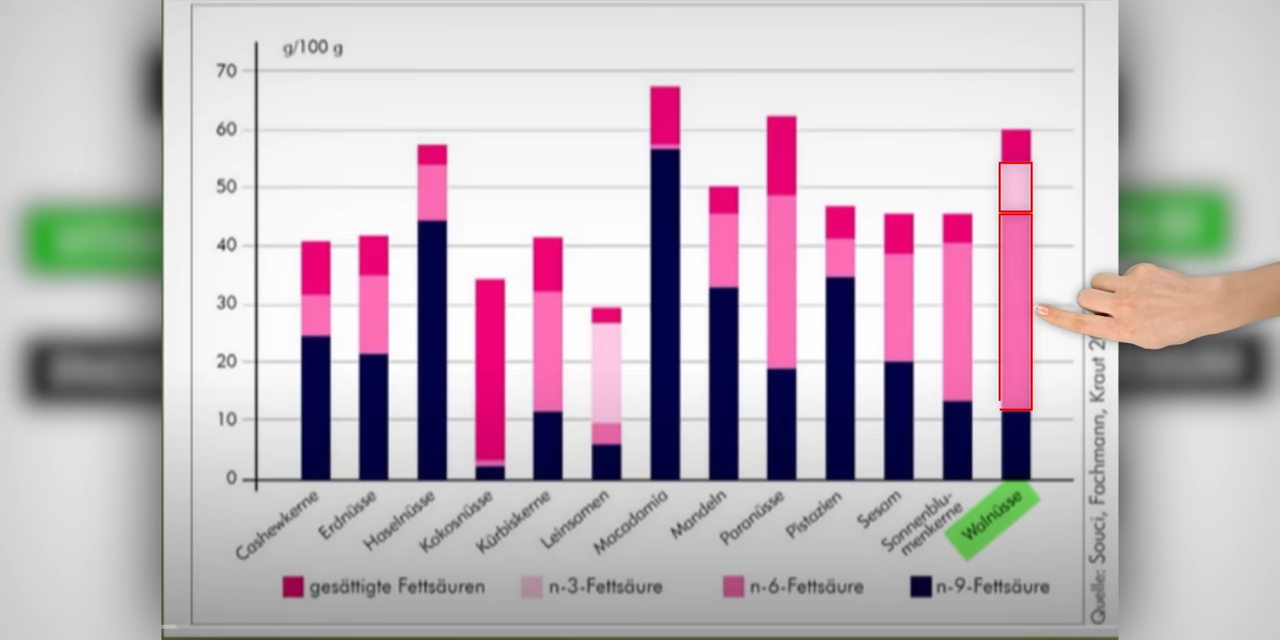 g/100 g
70
60
50
40
30
20
10
0
Cashewkerne
Erdnüsse
Haselnüsse
Kokosnüsse
Kürbiskerne
Leinsamen
Macadamia
Mandeln
Paranüsse
Pistazien
Sesam
Sonnenblu-
menkerne
Walnüsse
gesättigte Fettsäuren
n-3-Fettsäure
n-6-Fettsäure
n-9-Fettsäure
Quelle: Souci, Fachmann, Kraut